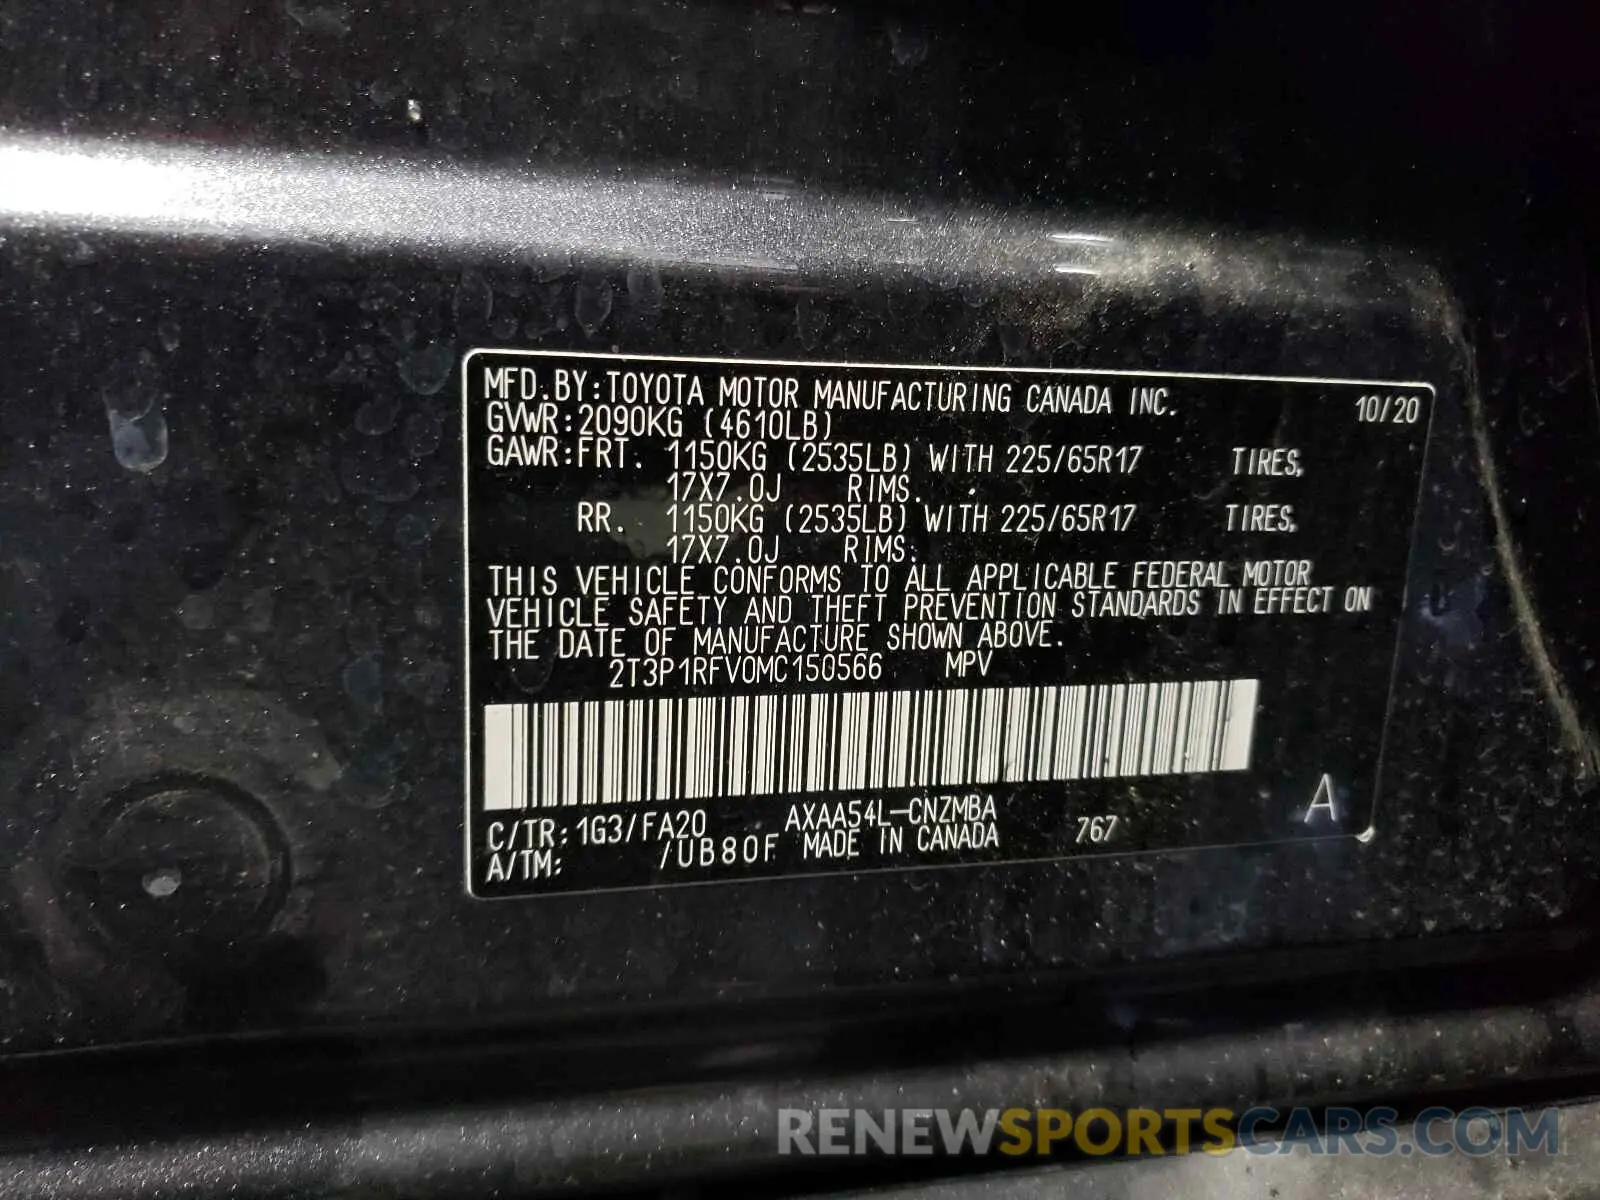 MFD.BY:TOYOTA MOTOR MANUFACTURING CANADA INC. 10/20
GVWR:2090KG (4610LB)
GAWR:FRT. 1150KG (2535LB) WITH 225/65R17 TIRES,
17X7.0J RIMS.
RR. 1150KG (2535LB) WITH 225/65R17 TIRES,
17X7.0J RIMS.
THIS VEHICLE CONFORMS TO ALL APPLICABLE FEDERAL MOTOR
VEHICLE SAFETY AND THEFT PREVENTION STANDARDS IN EFFECT ON
THE DATE OF MANUFACTURE SHOWN ABOVE.
2T3P1RFV0MC150566 MPV
A
C/TR:1G3/FA20 AXAA54L-CNZMBA
A/TM: /UB80F MADE IN CANADA 767
RENEWSPORTSCARS.COM